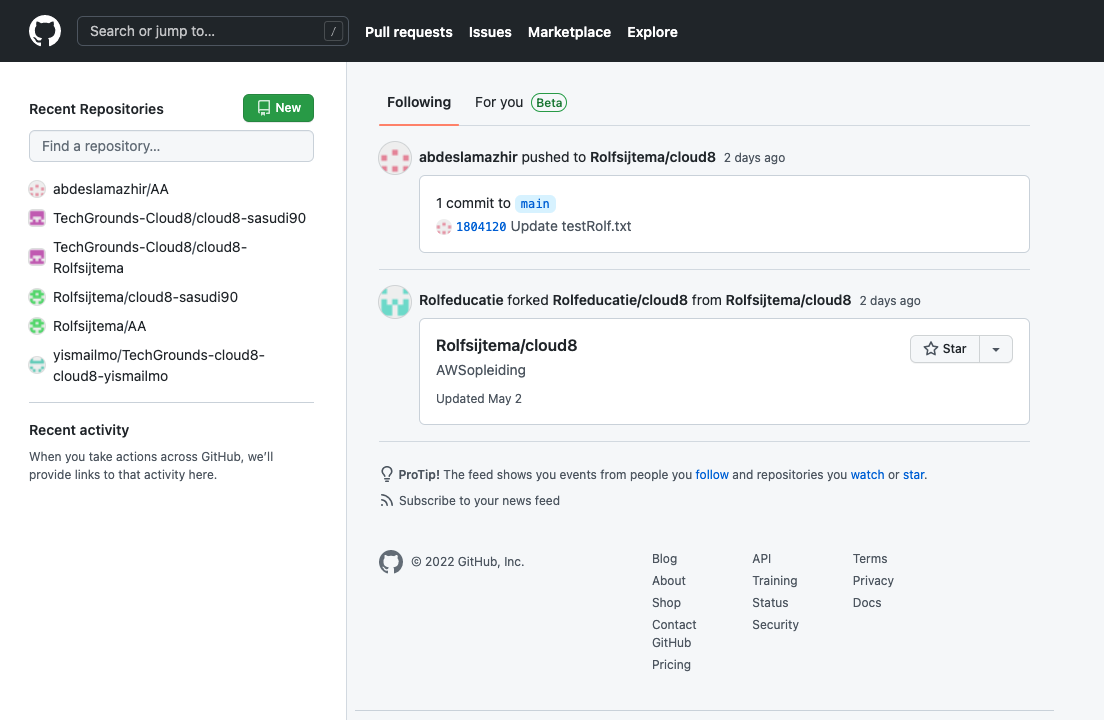 Search or jump to...
/
Pull requests
Issues
Marketplace
Explore
Recent Repositories
New
Find a repository...
abdeslamazhir/AA
TechGrounds-Cloud8/cloud8-sasudi90
TechGrounds-Cloud8/cloud8-
Rolfsijtema
Rolfsijtema/cloud8-sasudi90
Rolfsijtema/AA
yismailmo/TechGrounds-cloud8-
cloud8-yismailmo
Recent activity
When you take actions across GitHub, we’ll
provide links to that activity here.
Following
For you Beta
abdeslamazhir pushed to Rolfsijtema/cloud8 2 days ago
1 commit to main
1804120 Update testRolf.txt
Rolfeducatie forked Rolfeducatie/cloud8 from Rolfsijtema/cloud8 2 days ago
Rolfsijtema/cloud8
Star
AWSopleiding
Updated May 2
ProTip! The feed shows you events from people you follow and repositories you watch or star.
Subscribe to your news feed
© 2022 GitHub, Inc.
Blog
About
Shop
Contact
GitHub
Pricing
API
Training
Status
Security
Terms
Privacy
Docs